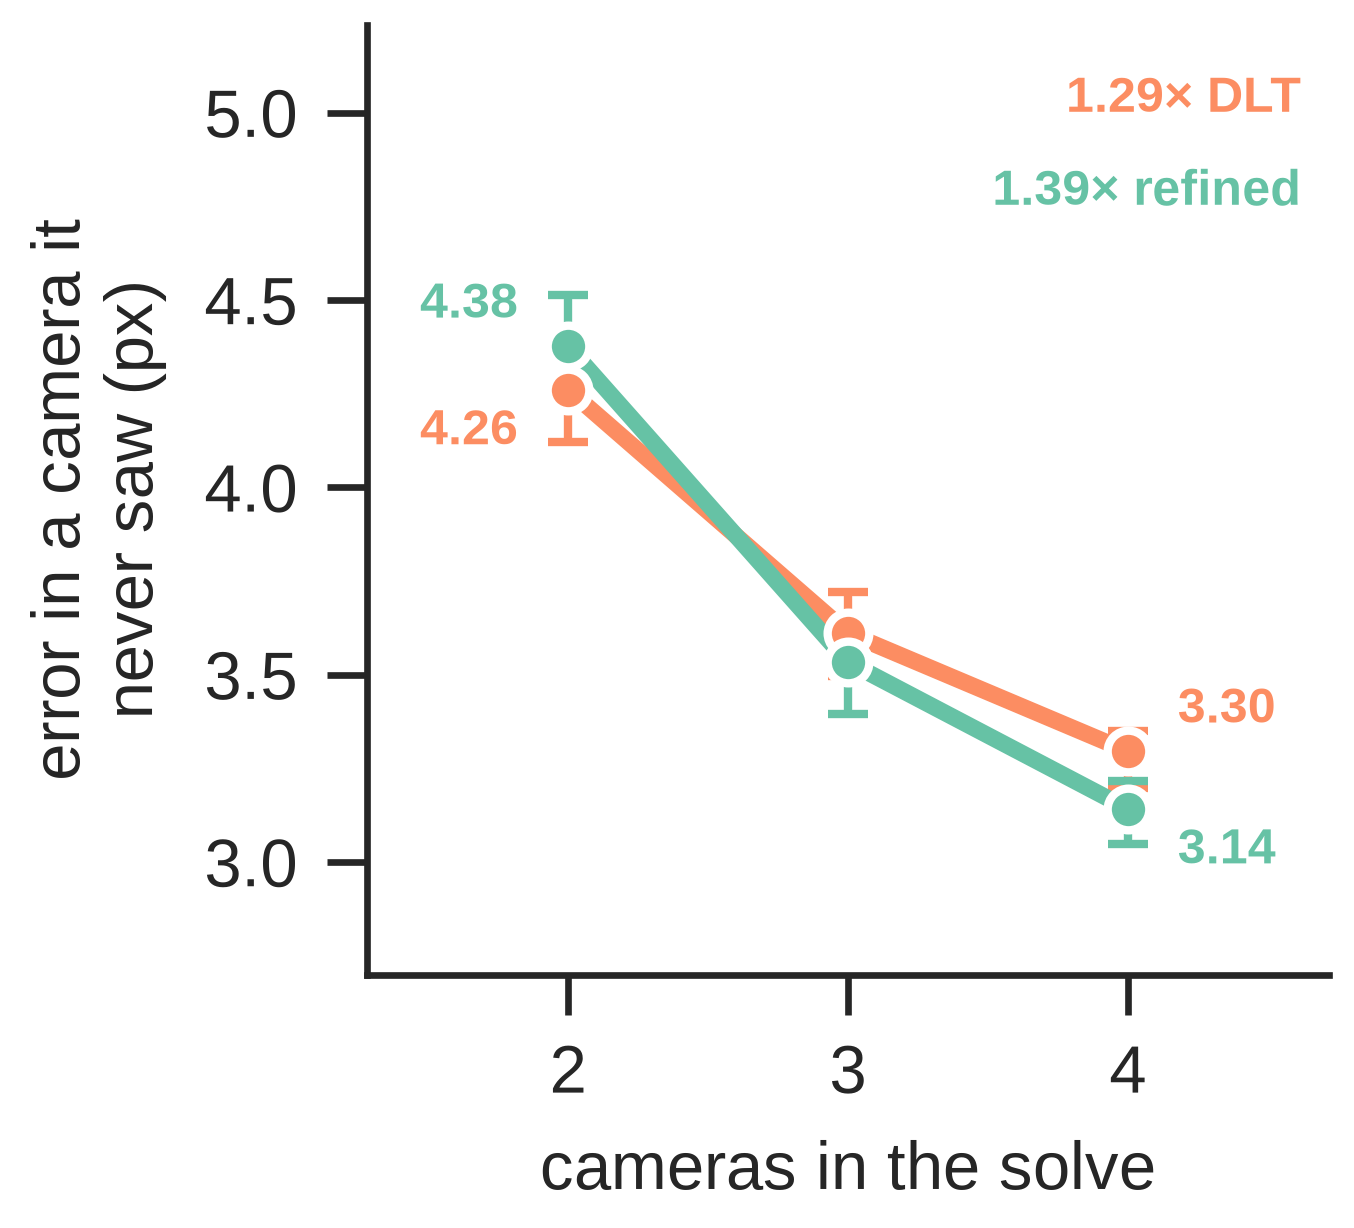 1.29× DLT
1.39× refined
error in a camera it
never saw (px)
5.0
4.5
4.0
3.5
3.0
4.38
4.26
3.30
3.14
2
3
4
cameras in the solve